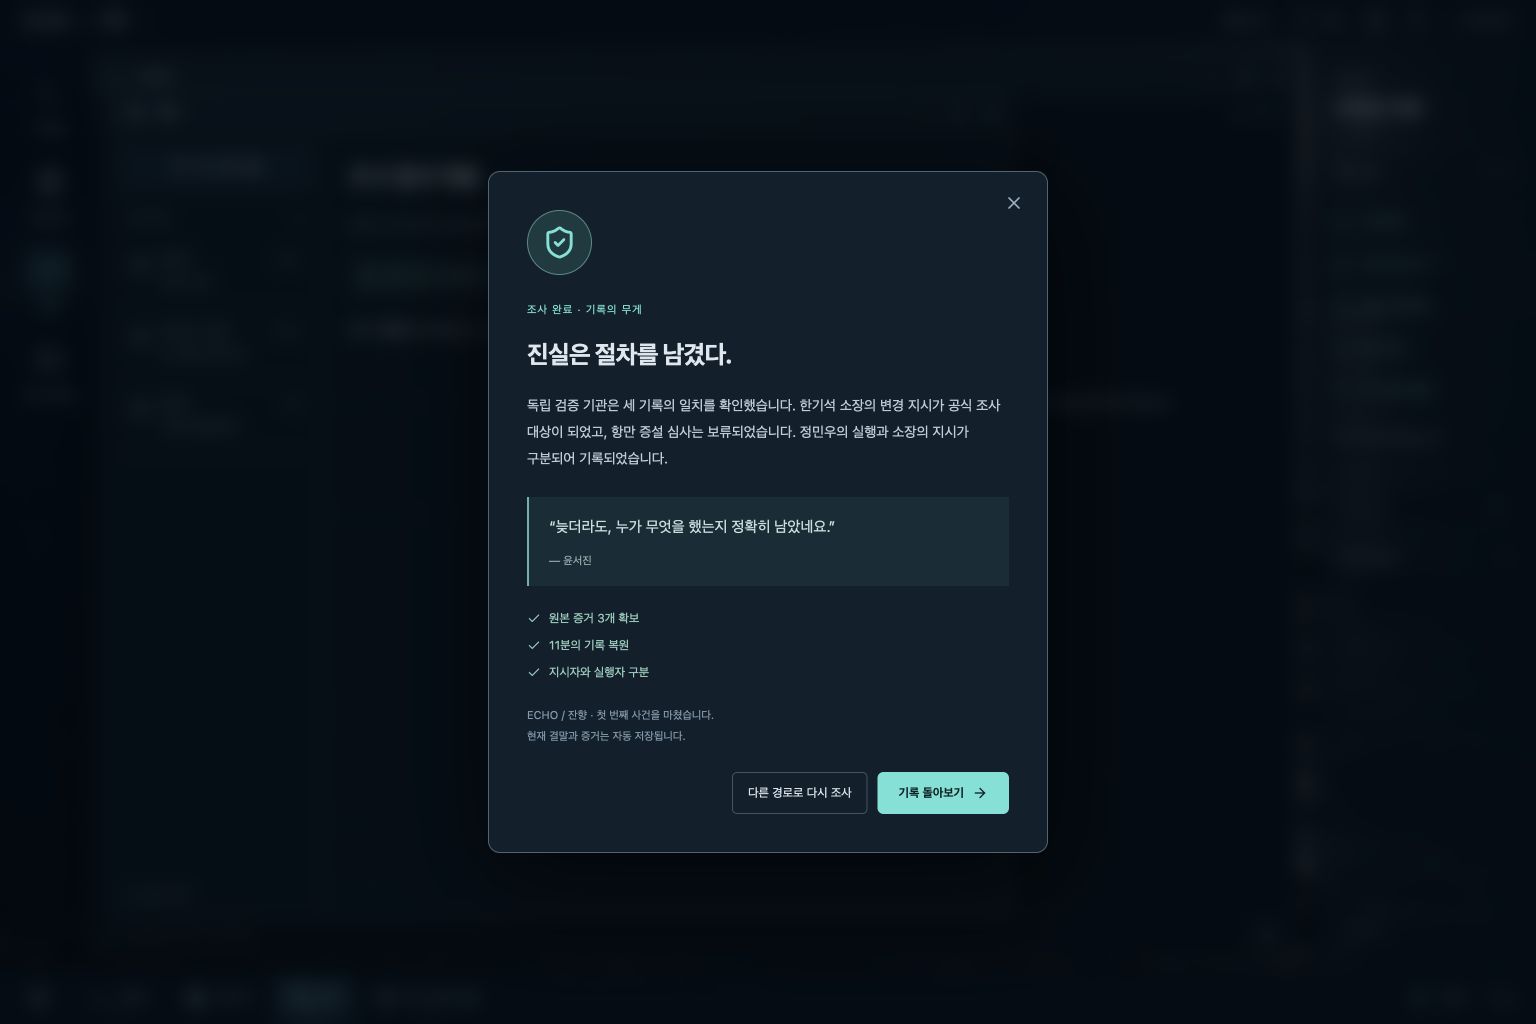 조사 완료 · 기록의 무게
진실은 절차를 남겼다.
독립 검증 기관은 세 기록의 일치를 확인했습니다. 한기석 소장의 변경 지시가 공식 조사
대상이 되었고, 항만 증설 심사는 보류되었습니다. 정민우의 실행과 소장의 지시가
구분되어 기록되었습니다.
“늦더라도, 누가 무엇을 했는지 정확히 남았네요.”
— 윤서진
원본 증거 3개 확보
11분의 기록 복원
지시자와 실행자 구분
ECHO / 잔향 · 첫 번째 사건을 마쳤습니다.
현재 결말과 증거는 자동 저장됩니다.
다른 경로로 다시 조사
기록 돌아보기